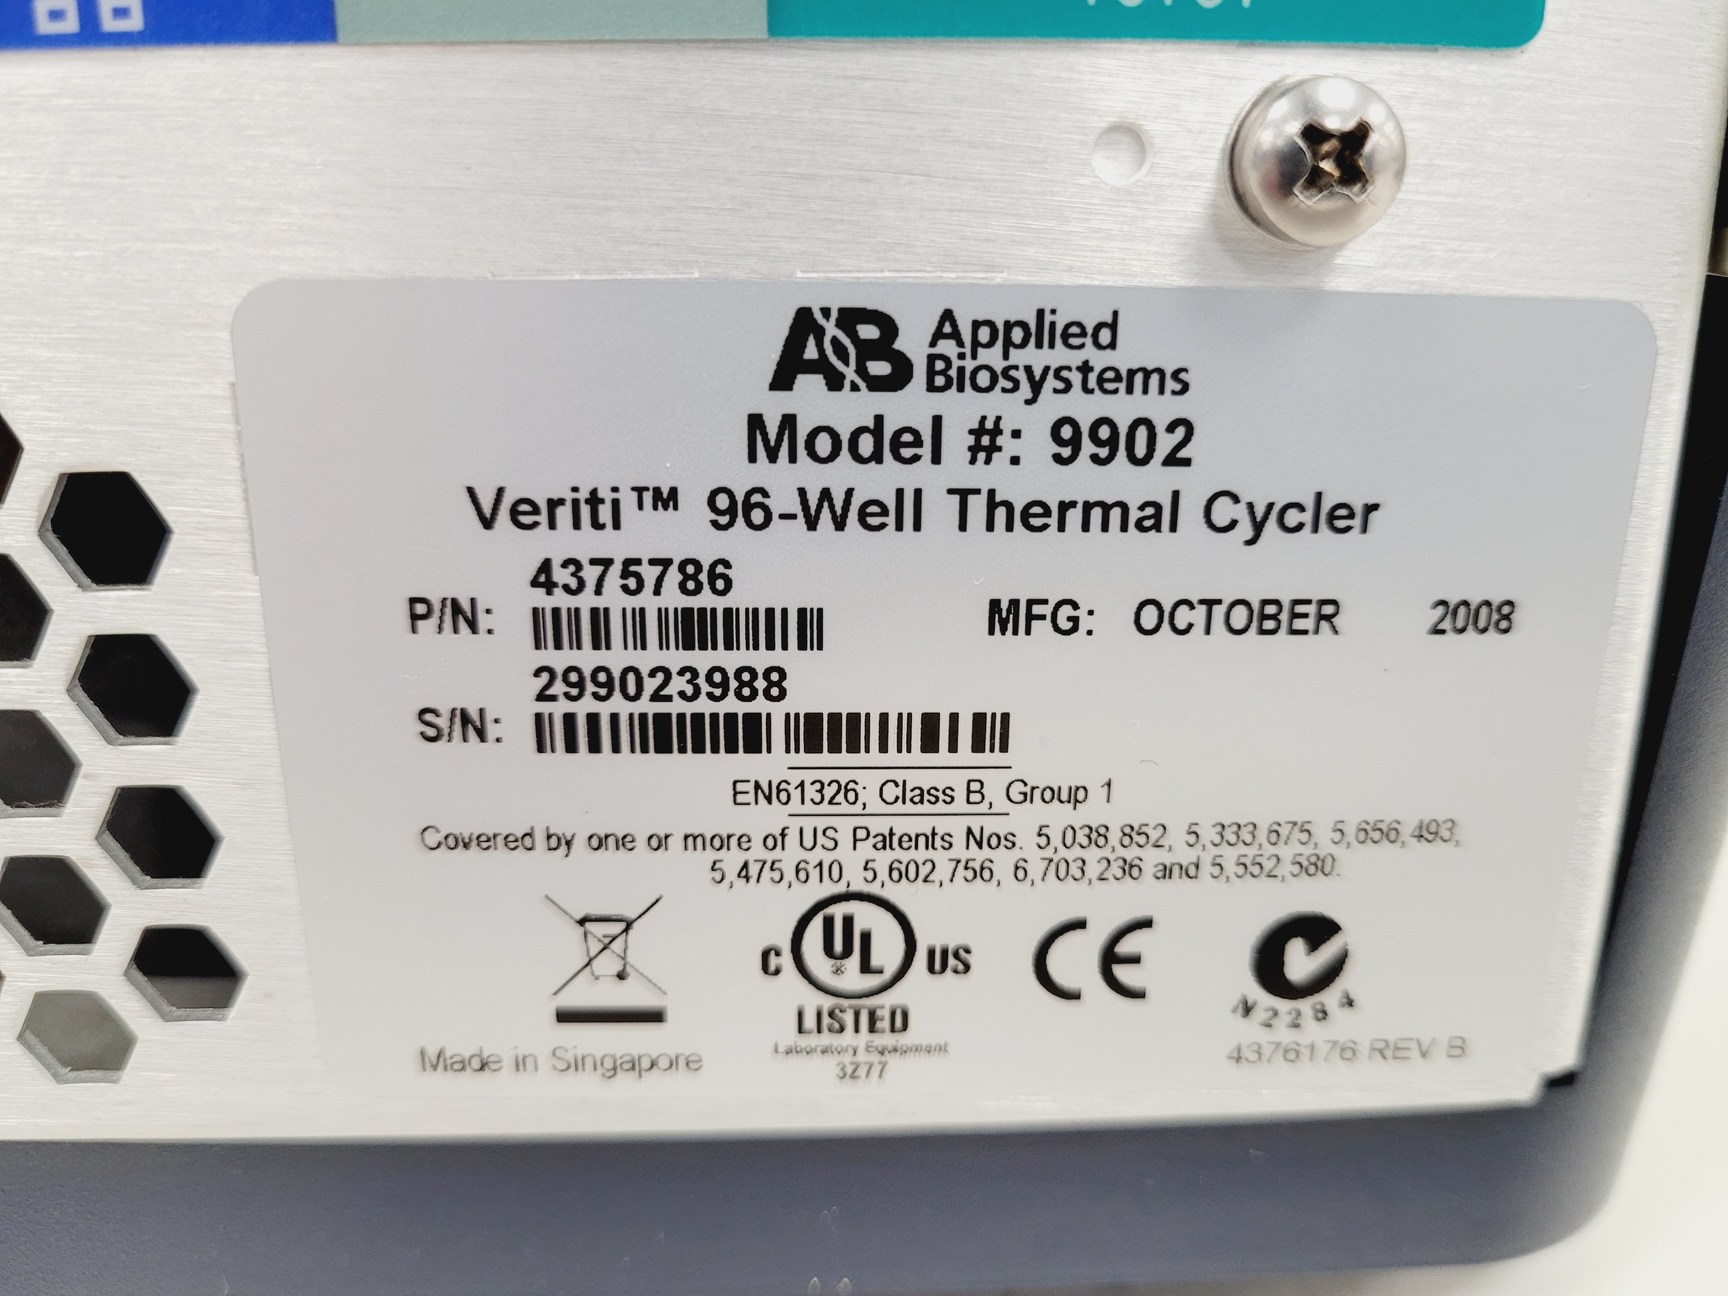 AB Applied
Biosystems
Model #: 9902
Veriti™ 96-Well Thermal Cycler
4375786
P/N:
MFG: OCTOBER 2008
299023988
S/N:
EN61326; Class B, Group 1
Covered by one or more of US Patents Nos. 5,038,852, 5,333,675, 5,656,493,
5,475,610, 5,602,756, 6,703,236 and 5,552,580.
C UL US
LISTED
Laboratory Equipment
3Z77
CE
N2284
Made in Singapore
4376176 REV B